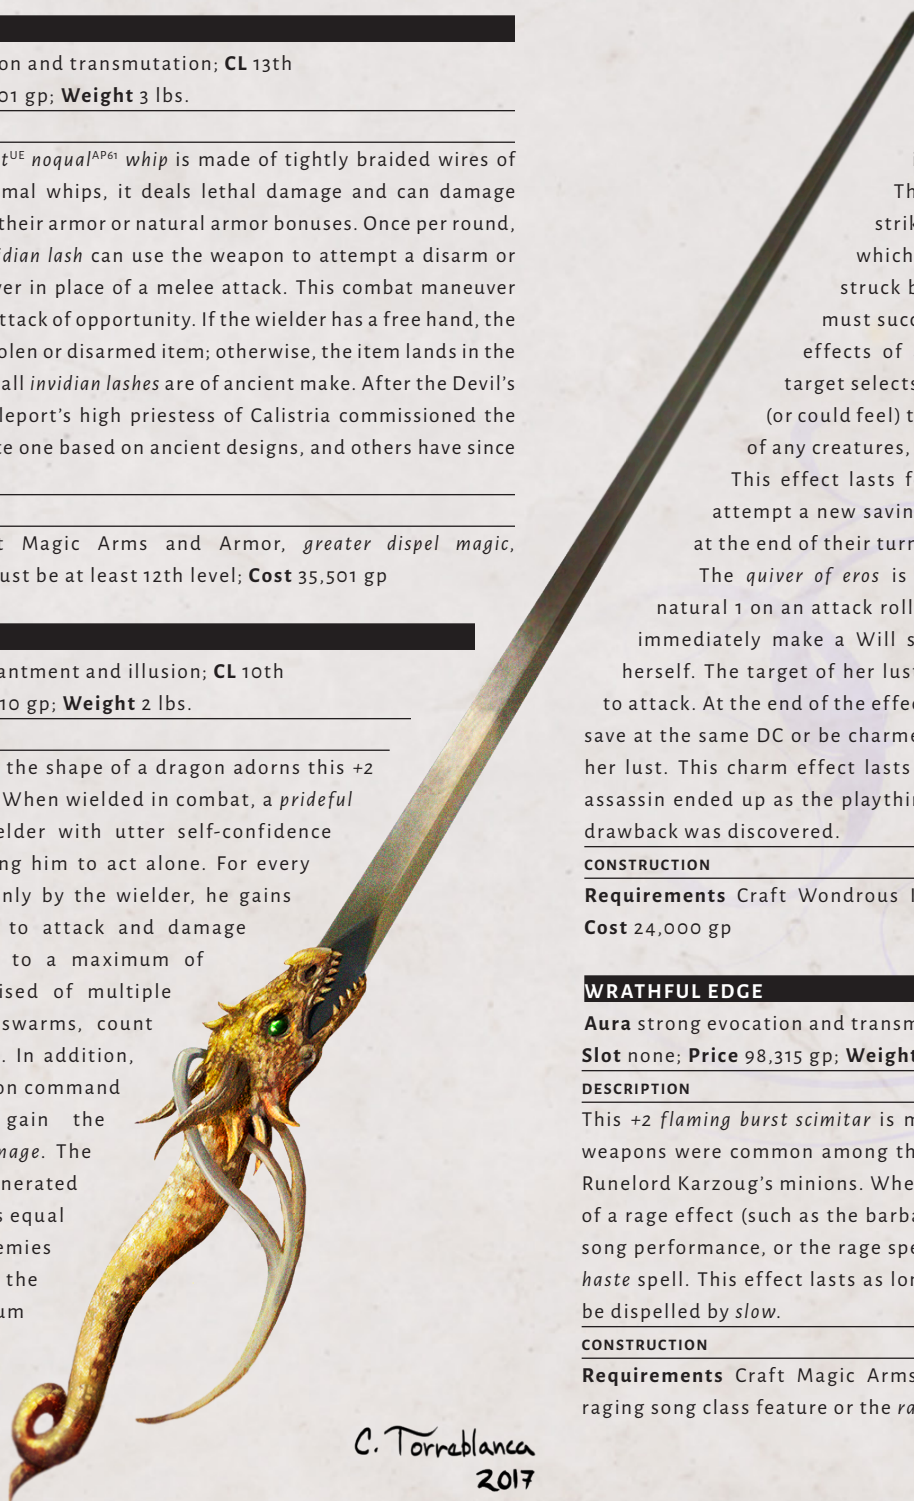 on and transmutation; CL 13th
01 gp; Weight 3 lbs.
tUE noqualAP61 whip is made of tightly braided wires of
mal whips, it deals lethal damage and can damage
their armor or natural armor bonuses. Once per round,
idian lash can use the weapon to attempt a disarm or
ver in place of a melee attack. This combat maneuver
ttack of opportunity. If the wielder has a free hand, the
olen or disarmed item; otherwise, the item lands in the
all invidian lashes are of ancient make. After the Devil's
leport's high priestess of Calistria commissioned the
te one based on ancient designs, and others have since
t Magic Arms and Armor, greater dispel magic,
ust be at least 12th level; Cost 35,501 gp
antment and illusion; CL 10th
10 gp; Weight 2 lbs.
the shape of a dragon adorns this +2
When wielded in combat, a prideful
elder with utter self-confidence
ng him to act alone. For every
nly by the wielder, he gains
to attack and damage
to a maximum of
ised of multiple
swarms, count
. In addition,
on command
gain the
mage. The
nerated
s equal
emies
the
um
C. Torreblanca
2017
Th
strik
which
struck b
must succ
effects of
target selects
(or could feel) t
of any creatures,
This effect lasts f
attempt a new savin
at the end of their turn
The quiver of eros is
natural 1 on an attack roll
immediately make a Will s
herself. The target of her lus
to attack. At the end of the effec
save at the same DC or be charme
her lust. This charm effect lasts
assassin ended up as the playthin
drawback was discovered.
CONSTRUCTION
Requirements Craft Wondrous I
Cost 24,000 gp
WRATHFUL EDGE
Aura strong evocation and transm
Slot none; Price 98,315 gp; Weight
DESCRIPTION
This +2 flaming burst scimitar is m
weapons were common among th
Runelord Karzoug's minions. Whe
of a rage effect (such as the barba
song performance, or the rage spe
haste spell. This effect lasts as lon
be dispelled by slow.
CONSTRUCTION
Requirements Craft Magic Arms
raging song class feature or the ra